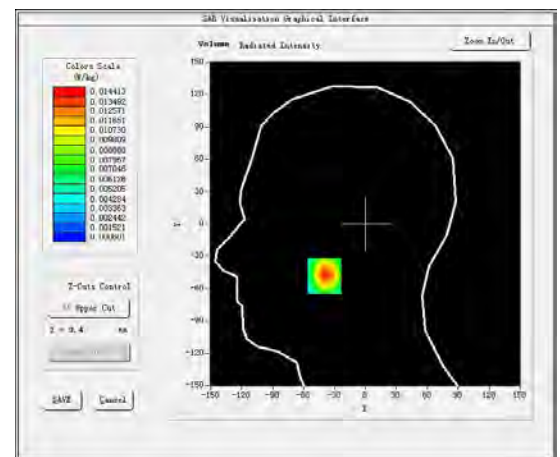 SAR Visualisation Graphical Interface
Volume Radiated Intensity
Zoom In/Out
Colors Scale
(W/kg)
0.014413
0.013492
0.012571
0.011651
0.010730
0.009809
0.008888
0.007967
0.007046
0.006126
0.005205
0.004284
0.003363
0.002442
0.001521
0.000601
150
120
90
60
30
0
-30
-60
-90
-120
-150
Y
-150 -120 -90 -60 -30 0 30 60 90 120 150
X
Z-Cuts Control
Upper Cut
mm
SAVE
Cancel